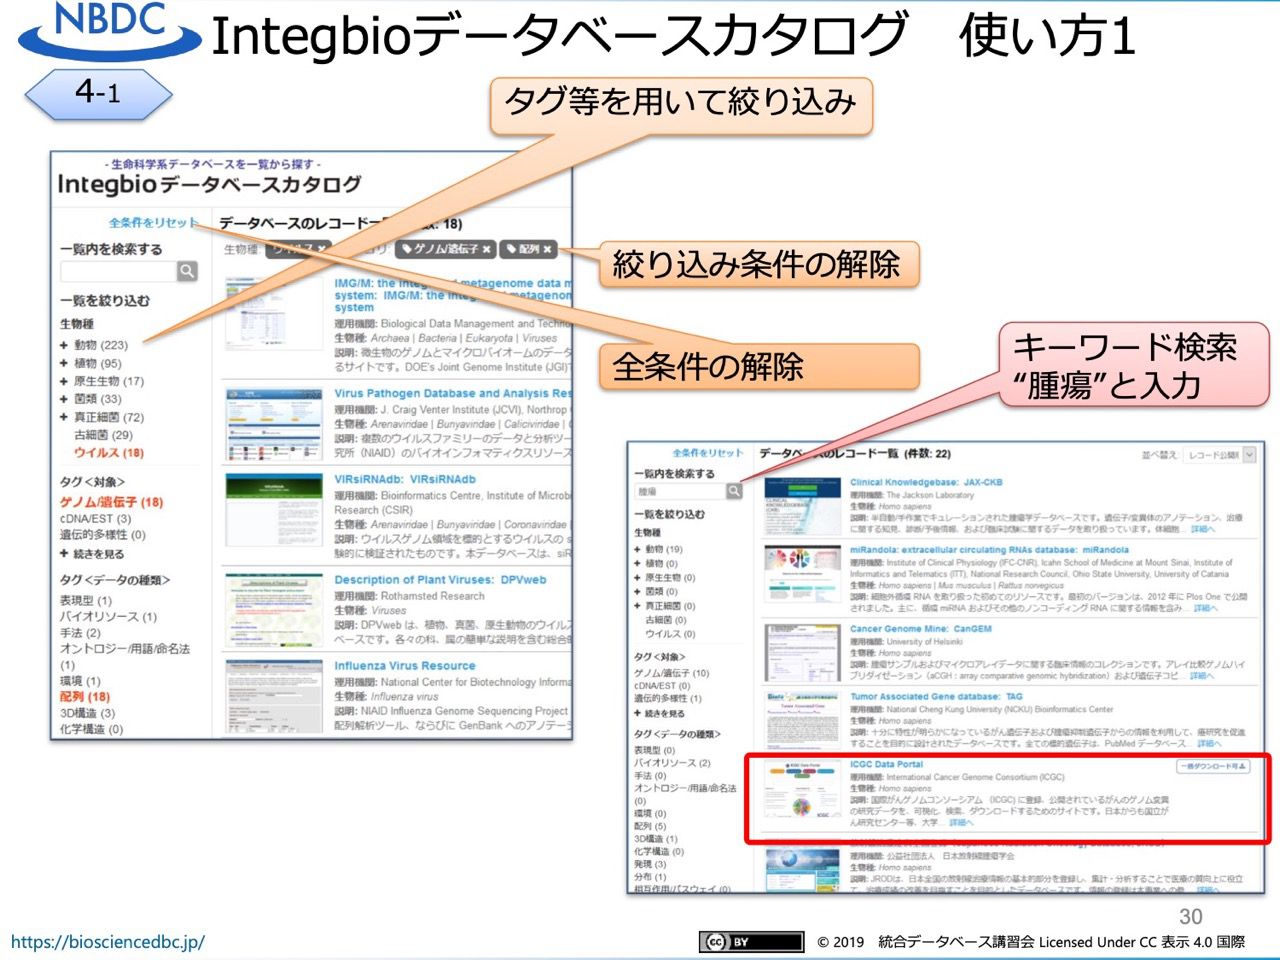 NBDC
Integbioデータベースカタログ　使い方1
4-1
タグ等を用いて絞り込み
- 生命科学系データベースを一覧から探す -
Integbioデータベースカタログ
全条件をリセット
データベースのレコード一
数: 18)
一覧内を検索する
生物種:
ゲノム/遺伝子 ×
配列 ×
絞り込み条件の解除
一覧を絞り込む
生物種
+ 動物 (223)
+ 植物 (95)
+ 原生生物 (17)
+ 菌類 (33)
+ 真正細菌 (72)
古細菌 (29)
ウイルス (18)
タグ<対象>
ゲノム/遺伝子 (18)
cDNA/EST (3)
遺伝的多様性 (0)
+ 続きを見る
タグ<データの種類>
表現型 (1)
バイオリソース (1)
手法 (2)
オントロジー/用語/命名法
(1)
環境 (1)
配列 (18)
3D構造 (3)
化学構造 (0)
IMG/M: the
metagenome data m
system: IMG/M: the
metagenom
system
運用機関: Biological Data Management and Techno
生物種: Archaea | Bacteria | Eukaryota | Viruses
説明: 微生物のゲノムとマイクロバイオームのデータ
るサイトです。DOE's Joint Genome Institute (JGI)
Virus Pathogen Database and Analysis Res
運用機関: J. Craig Venter Institute (JCVI), Northrop
生物種: Arenaviridae | Bunyaviridae | Caliciviridae |
説明: 複数のウイルスファミリーのデータと分析ツー
究所 (NIAID) のバイオインフォマティクスリソース
VIRsiRNAdb: VIRsiRNAdb
運用機関: Bioinformatics Centre, Institute of Microb
Research (CSIR)
生物種: Arenaviridae | Bunyaviridae | Coronaviridae |
説明: ウイルスゲノム領域を標的とするウイルスの s
験的に検証されたものです。本データベースは、siR
Description of Plant Viruses: DPVweb
運用機関: Rothamsted Research
生物種: Viruses
説明: DPVweb は、植物、真菌、原生動物のウイルス
ベースです。各々の科、属の簡単な説明を含む総合
Influenza Virus Resource
運用機関: National Center for Biotechnology Informa
生物種: Influenza virus
説明: NIAID Influenza Genome Sequencing Project
配列解析ツール、ならびに GenBank へのアノテー
全条件の解除
キーワード検索
“腫瘍”と入力
全条件をリセット
データベースのレコード一覧 (件数: 22)
並べ替え
レコード公開
一覧内を検索する
腫瘍
一覧を絞り込む
生物種
+ 動物 (19)
+ 植物 (0)
+ 原生生物 (0)
+ 菌類 (0)
+ 真正細菌 (0)
古細菌 (0)
ウイルス (0)
タグ<対象>
ゲノム/遺伝子 (10)
cDNA/EST (0)
遺伝的多様性 (1)
+ 続きを見る
タグ<データの種類>
表現型 (0)
バイオリソース (2)
手法 (0)
オントロジー/用語/命名法
(0)
環境 (0)
配列 (5)
3D構造 (1)
化学構造 (0)
発現 (3)
分布 (1)
相互作用/パスウェイ (0)
Clinical Knowledgebase: JAX-CKB
運用機関: The Jackson Laboratory
生物種: Homo sapiens
説明: 半自動/手作業でキュレーションされた腫瘍学データベースです。遺伝子/変異体のアノテーション、治療
に関する知見、診断/予後情報、および臨床試験に関するデータを取り扱っています。体細胞... 詳細へ
miRandola: extracellular circulating RNAs database: miRandola
運用機関: Institute of Clinical Physiology (IFC-CNR), Icahn School of Medicine at Mount Sinai, Institute of
Informatics and Telematics (ITT), National Research Council, Ohio State University, University of Catania
生物種: Homo sapiens | Mus musculus | Rattus norvegicus
説明: 細胞外循環 RNA を取り扱った初めてのリソースです。最初のバージョンは、2012 年に Plos One で公開
されました。主に、循環 miRNA およびその他のノンコーディング RNA に関する情報を含み... 詳細へ
Cancer Genome Mine: CanGEM
運用機関: University of Helsinki
生物種: Homo sapiens
説明: 腫瘍サンプルおよびマイクロアレイデータに関する臨床情報のコレクションです。アレイ比較ゲノムハイ
ブリダイゼーション (aCGH : array comparative genomic hybridization) および遺伝子コピ... 詳細へ
Tumor Associated Gene database: TAG
運用機関: National Cheng Kung University (NCKU) Bioinformatics Center
生物種: Homo sapiens
説明: 十分に特性が明らかになっているがん遺伝子および腫瘍抑制遺伝子からの情報を利用して、癌研究を促進
することを目的に設計されたデータベースです。全ての標的遺伝子は、PubMed データベース... 詳細へ
ICGC Data Portal
一括ダウンロード可
運用機関: International Cancer Genome Consortium (ICGC)
生物種: Homo sapiens
説明: 国際がんゲノムコンソーシアム (ICGC) に登録、公開されているがんのゲノム変異
の研究データを、可視化、検索、ダウンロードするためのサイトです。日本からも国立が
ん研究センター等、大学... 詳細へ
運用機関: 公益社団法人 日本放射線腫瘍学会
生物種: Homo sapiens
説明: JRODは、日本全国の放射線治療情報の基本的部分を登録し、集計・分析することで医療の質向上に役立
30
https://biosciencedbc.jp/
CC BY
© 2019　統合データベース講習会 Licensed Under CC 表示 4.0 国際